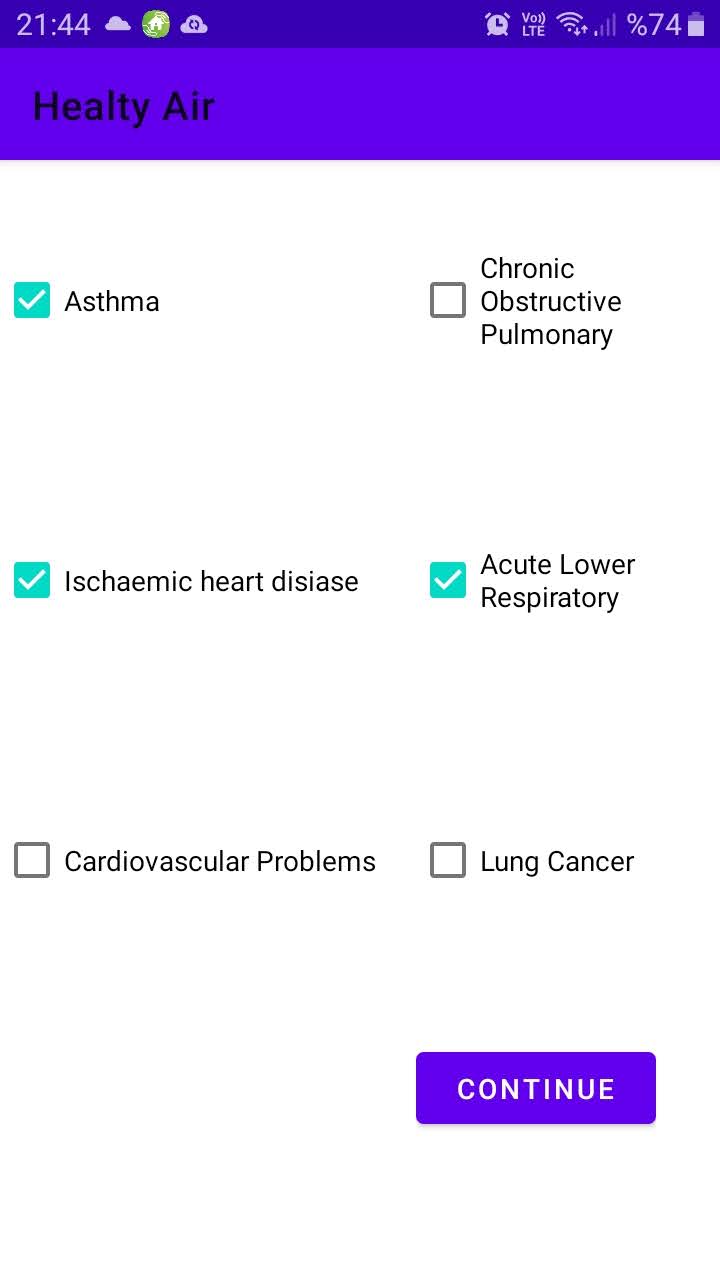 21:44 Vo)) LTE %74
Healty Air
Asthma
Chronic
Obstructive
Pulmonary
Ischaemic heart disiase
Acute Lower
Respiratory
Cardiovascular Problems
Lung Cancer
CONTINUE